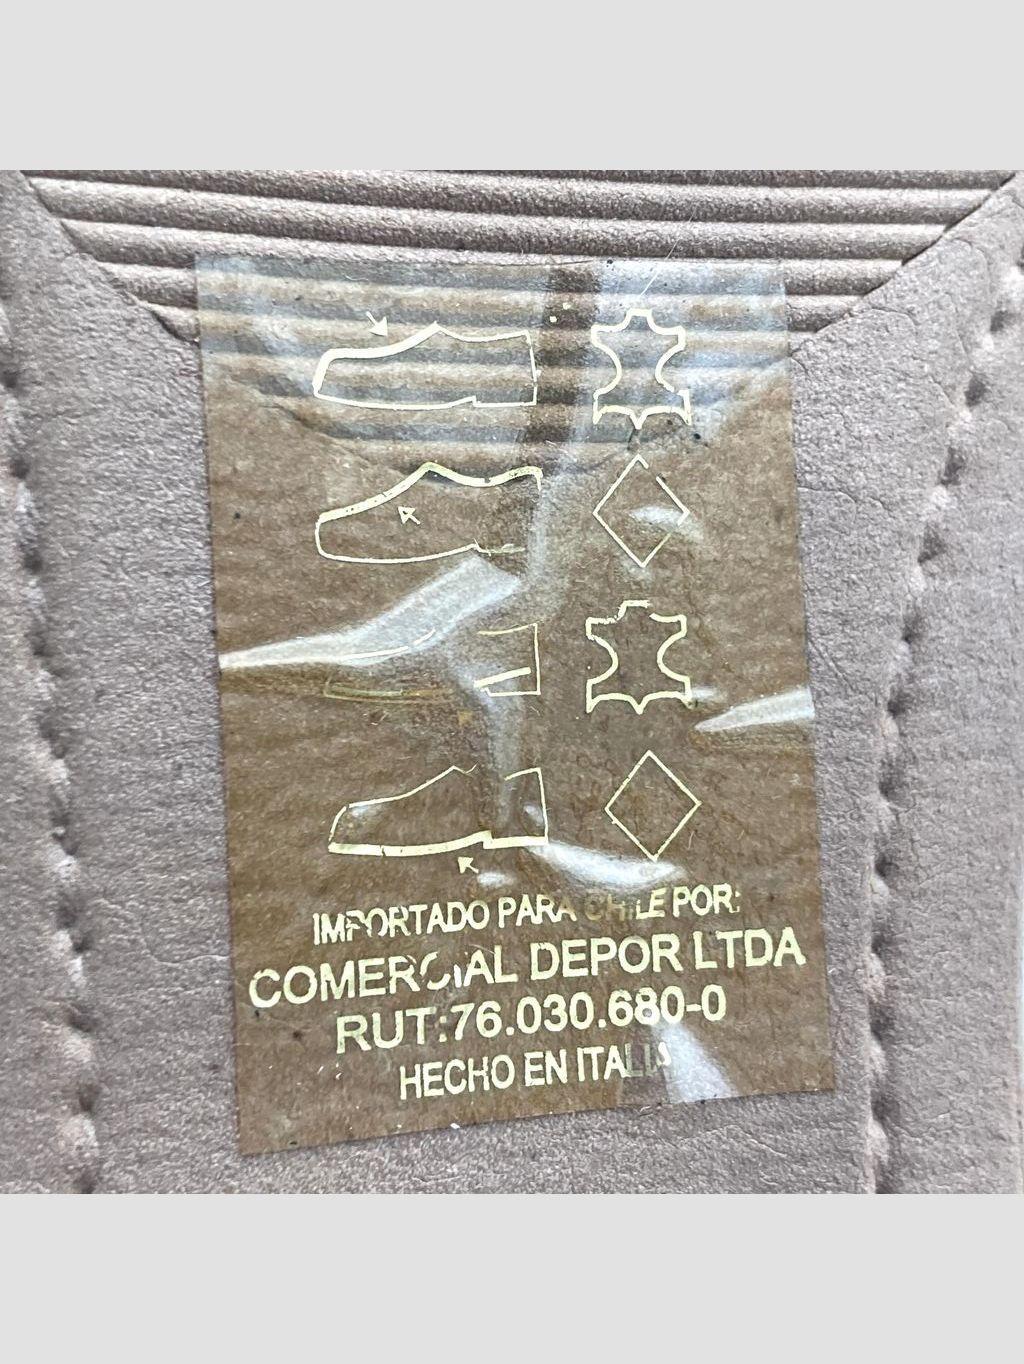 IMPORTADO PARA CHILE POR:
COMERCIAL DEPOR LTDA
RUT:76.030.680-0
HECHO EN ITALIA